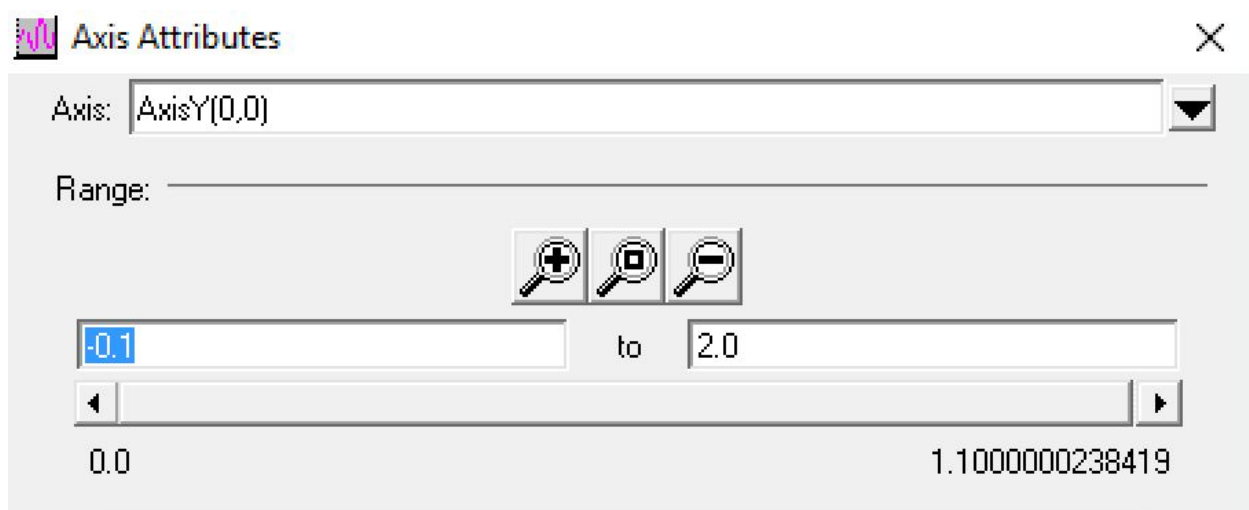 Axis Attributes
Axis: AxisY(0,0)
Range:
-0.1 to 2.0
0.0 1.1000000238419